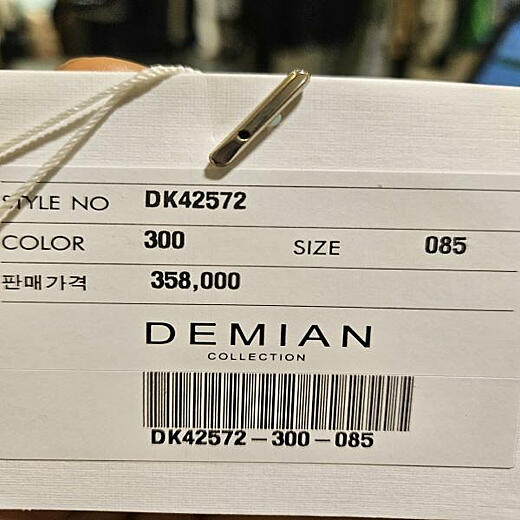 STYLE NO DK42572
COLOR 300 SIZE 085
판매가격 358,000
DEMIAN
COLLECTION
DK42572-300-085